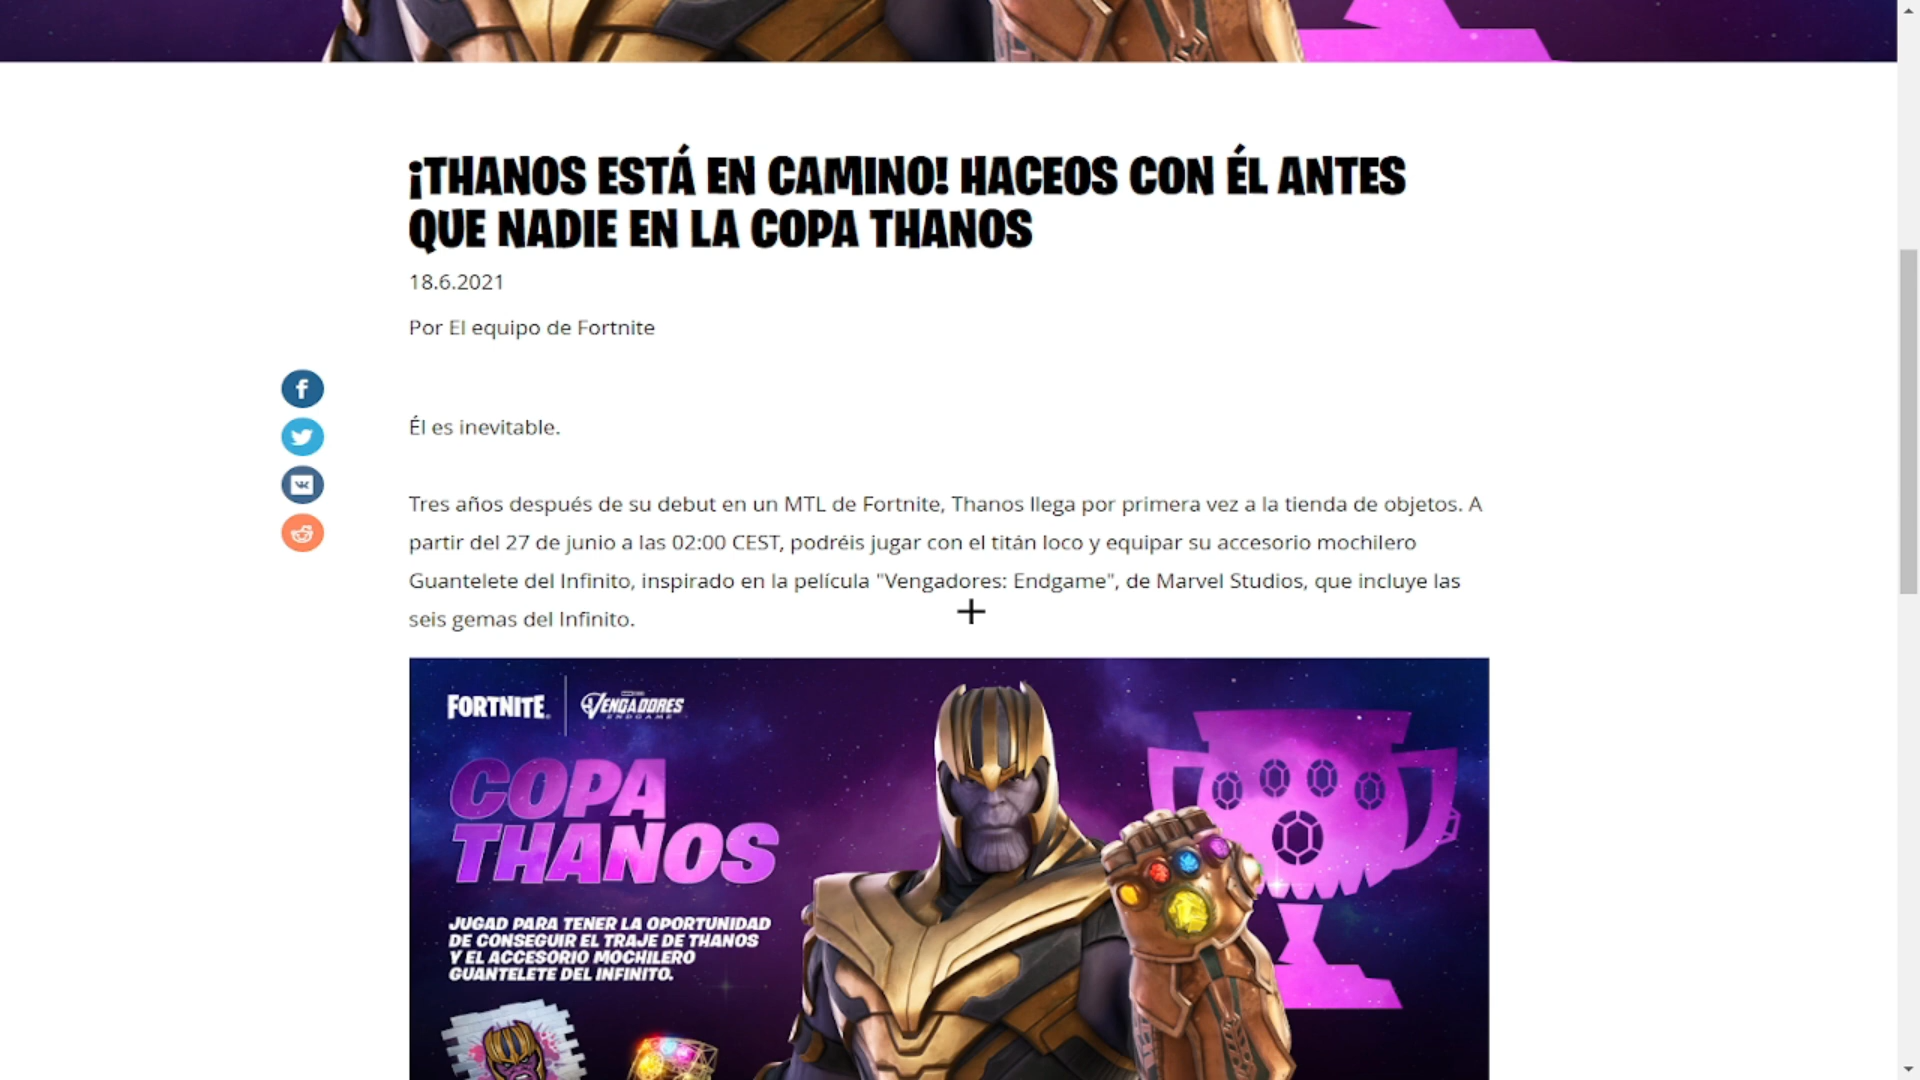 ¡THANOS ESTÁ EN CAMINO! HACEOS CON ÉL ANTES
QUE NADIE EN LA COPA THANOS
18.6.2021
Por El equipo de Fortnite
Él es inevitable.
Tres años después de su debut en un MTL de Fortnite, Thanos llega por primera vez a la tienda de objetos. A
partir del 27 de junio a las 02:00 CEST, podréis jugar con el titán loco y equipar su accesorio mochilero
Guantelete del Infinito, inspirado en la película "Vengadores: Endgame", de Marvel Studios, que incluye las
seis gemas del Infinito.
FORTNITE
VENGADORES
ENDGAME
COPA
THANOS
JUGAD PARA TENER LA OPORTUNIDAD
DE CONSEGUIR EL TRAJE DE THANOS
Y EL ACCESORIO MOCHILERO
GUANTELETE DEL INFINITO.